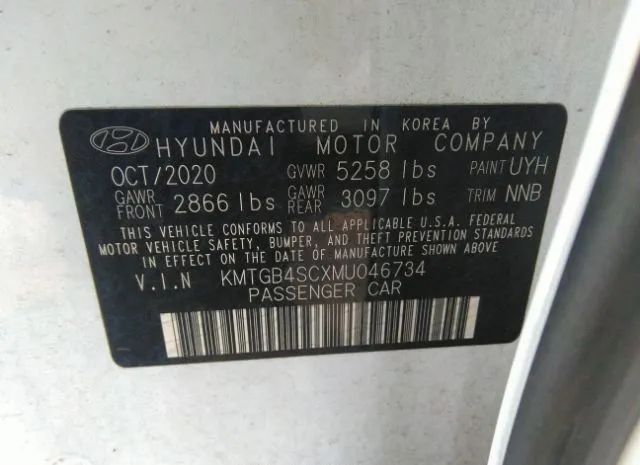 MANUFACTURED IN KOREA BY
HYUNDAI MOTOR COMPANY
OCT/2020 GVWR 5258 lbs PAINT UYH
GAWR FRONT 2866 lbs GAWR REAR 3097 lbs TRIM NNB
THIS VEHICLE CONFORMS TO ALL APPLICABLE U.S.A. FEDERAL
MOTOR VEHICLE SAFETY, BUMPER, AND THEFT PREVENTION STANDARDS
IN EFFECT ON THE DATE OF MANUFACTURE SHOWN ABOVE
V.I.N KMTGB4SCXMU046734
PASSENGER CAR